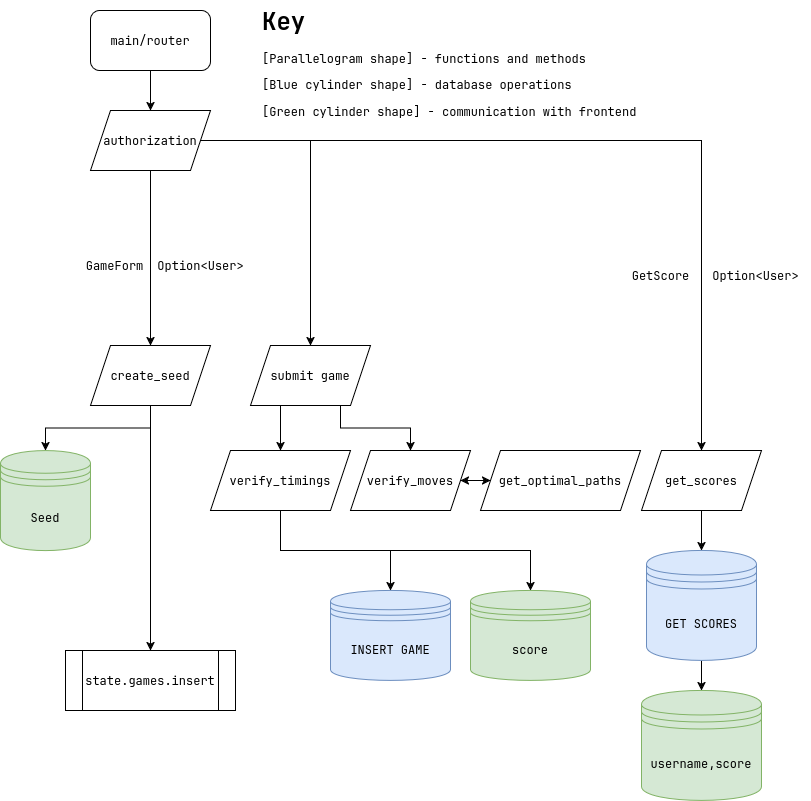 main/router
Key
[Parallelogram shape] - functions and methods
[Blue cylinder shape] - database operations
[Green cylinder shape] - communication with frontend
authorization
GameForm
Option<User>
GetScore
Option<User>
create_seed
submit game
verify_timings
verify_moves
get_optimal_paths
get_scores
Seed
INSERT GAME
score
GET SCORES
state.games.insert
username,score